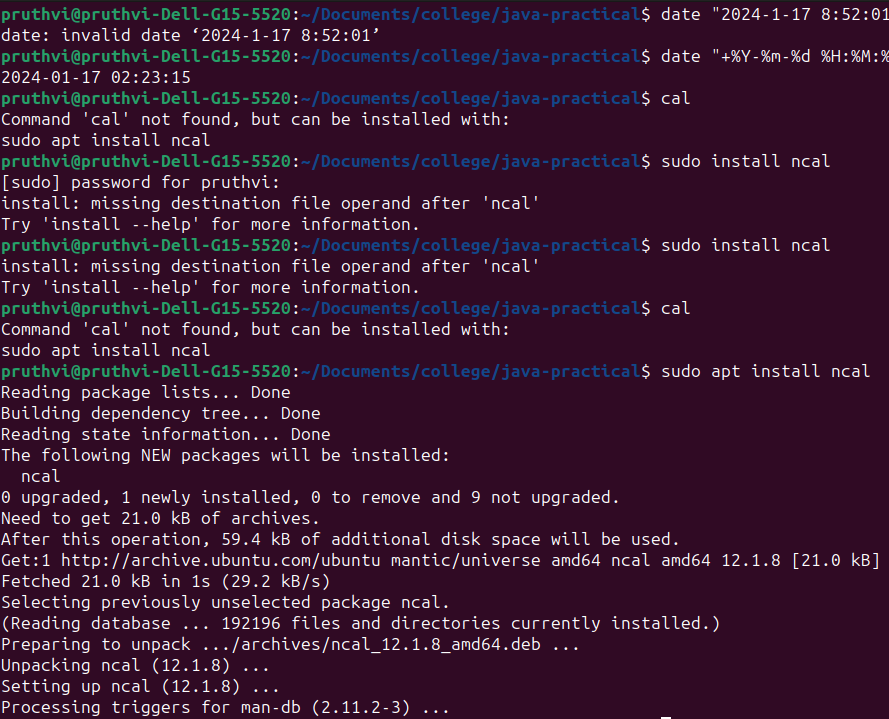 pruthvi@pruthvi-Dell-G15-5520:~/Documents/college/java-practical$ date "2024-1-17 8:52:01
date: invalid date ‘2024-1-17 8:52:01’
pruthvi@pruthvi-Dell-G15-5520:~/Documents/college/java-practical$ date "+%Y-%m-%d %H:%M:%
2024-01-17 02:23:15
pruthvi@pruthvi-Dell-G15-5520:~/Documents/college/java-practical$ cal
Command 'cal' not found, but can be installed with:
sudo apt install ncal
pruthvi@pruthvi-Dell-G15-5520:~/Documents/college/java-practical$ sudo install ncal
[sudo] password for pruthvi:
install: missing destination file operand after 'ncal'
Try 'install --help' for more information.
pruthvi@pruthvi-Dell-G15-5520:~/Documents/college/java-practical$ sudo install ncal
install: missing destination file operand after 'ncal'
Try 'install --help' for more information.
pruthvi@pruthvi-Dell-G15-5520:~/Documents/college/java-practical$ cal
Command 'cal' not found, but can be installed with:
sudo apt install ncal
pruthvi@pruthvi-Dell-G15-5520:~/Documents/college/java-practical$ sudo apt install ncal
Reading package lists... Done
Building dependency tree... Done
Reading state information... Done
The following NEW packages will be installed:
  ncal
0 upgraded, 1 newly installed, 0 to remove and 9 not upgraded.
Need to get 21.0 kB of archives.
After this operation, 59.4 kB of additional disk space will be used.
Get:1 http://archive.ubuntu.com/ubuntu mantic/universe amd64 ncal amd64 12.1.8 [21.0 kB]
Fetched 21.0 kB in 1s (29.2 kB/s)
Selecting previously unselected package ncal.
(Reading database ... 192196 files and directories currently installed.)
Preparing to unpack .../archives/ncal_12.1.8_amd64.deb ...
Unpacking ncal (12.1.8) ...
Setting up ncal (12.1.8) ...
Processing triggers for man-db (2.11.2-3) ...